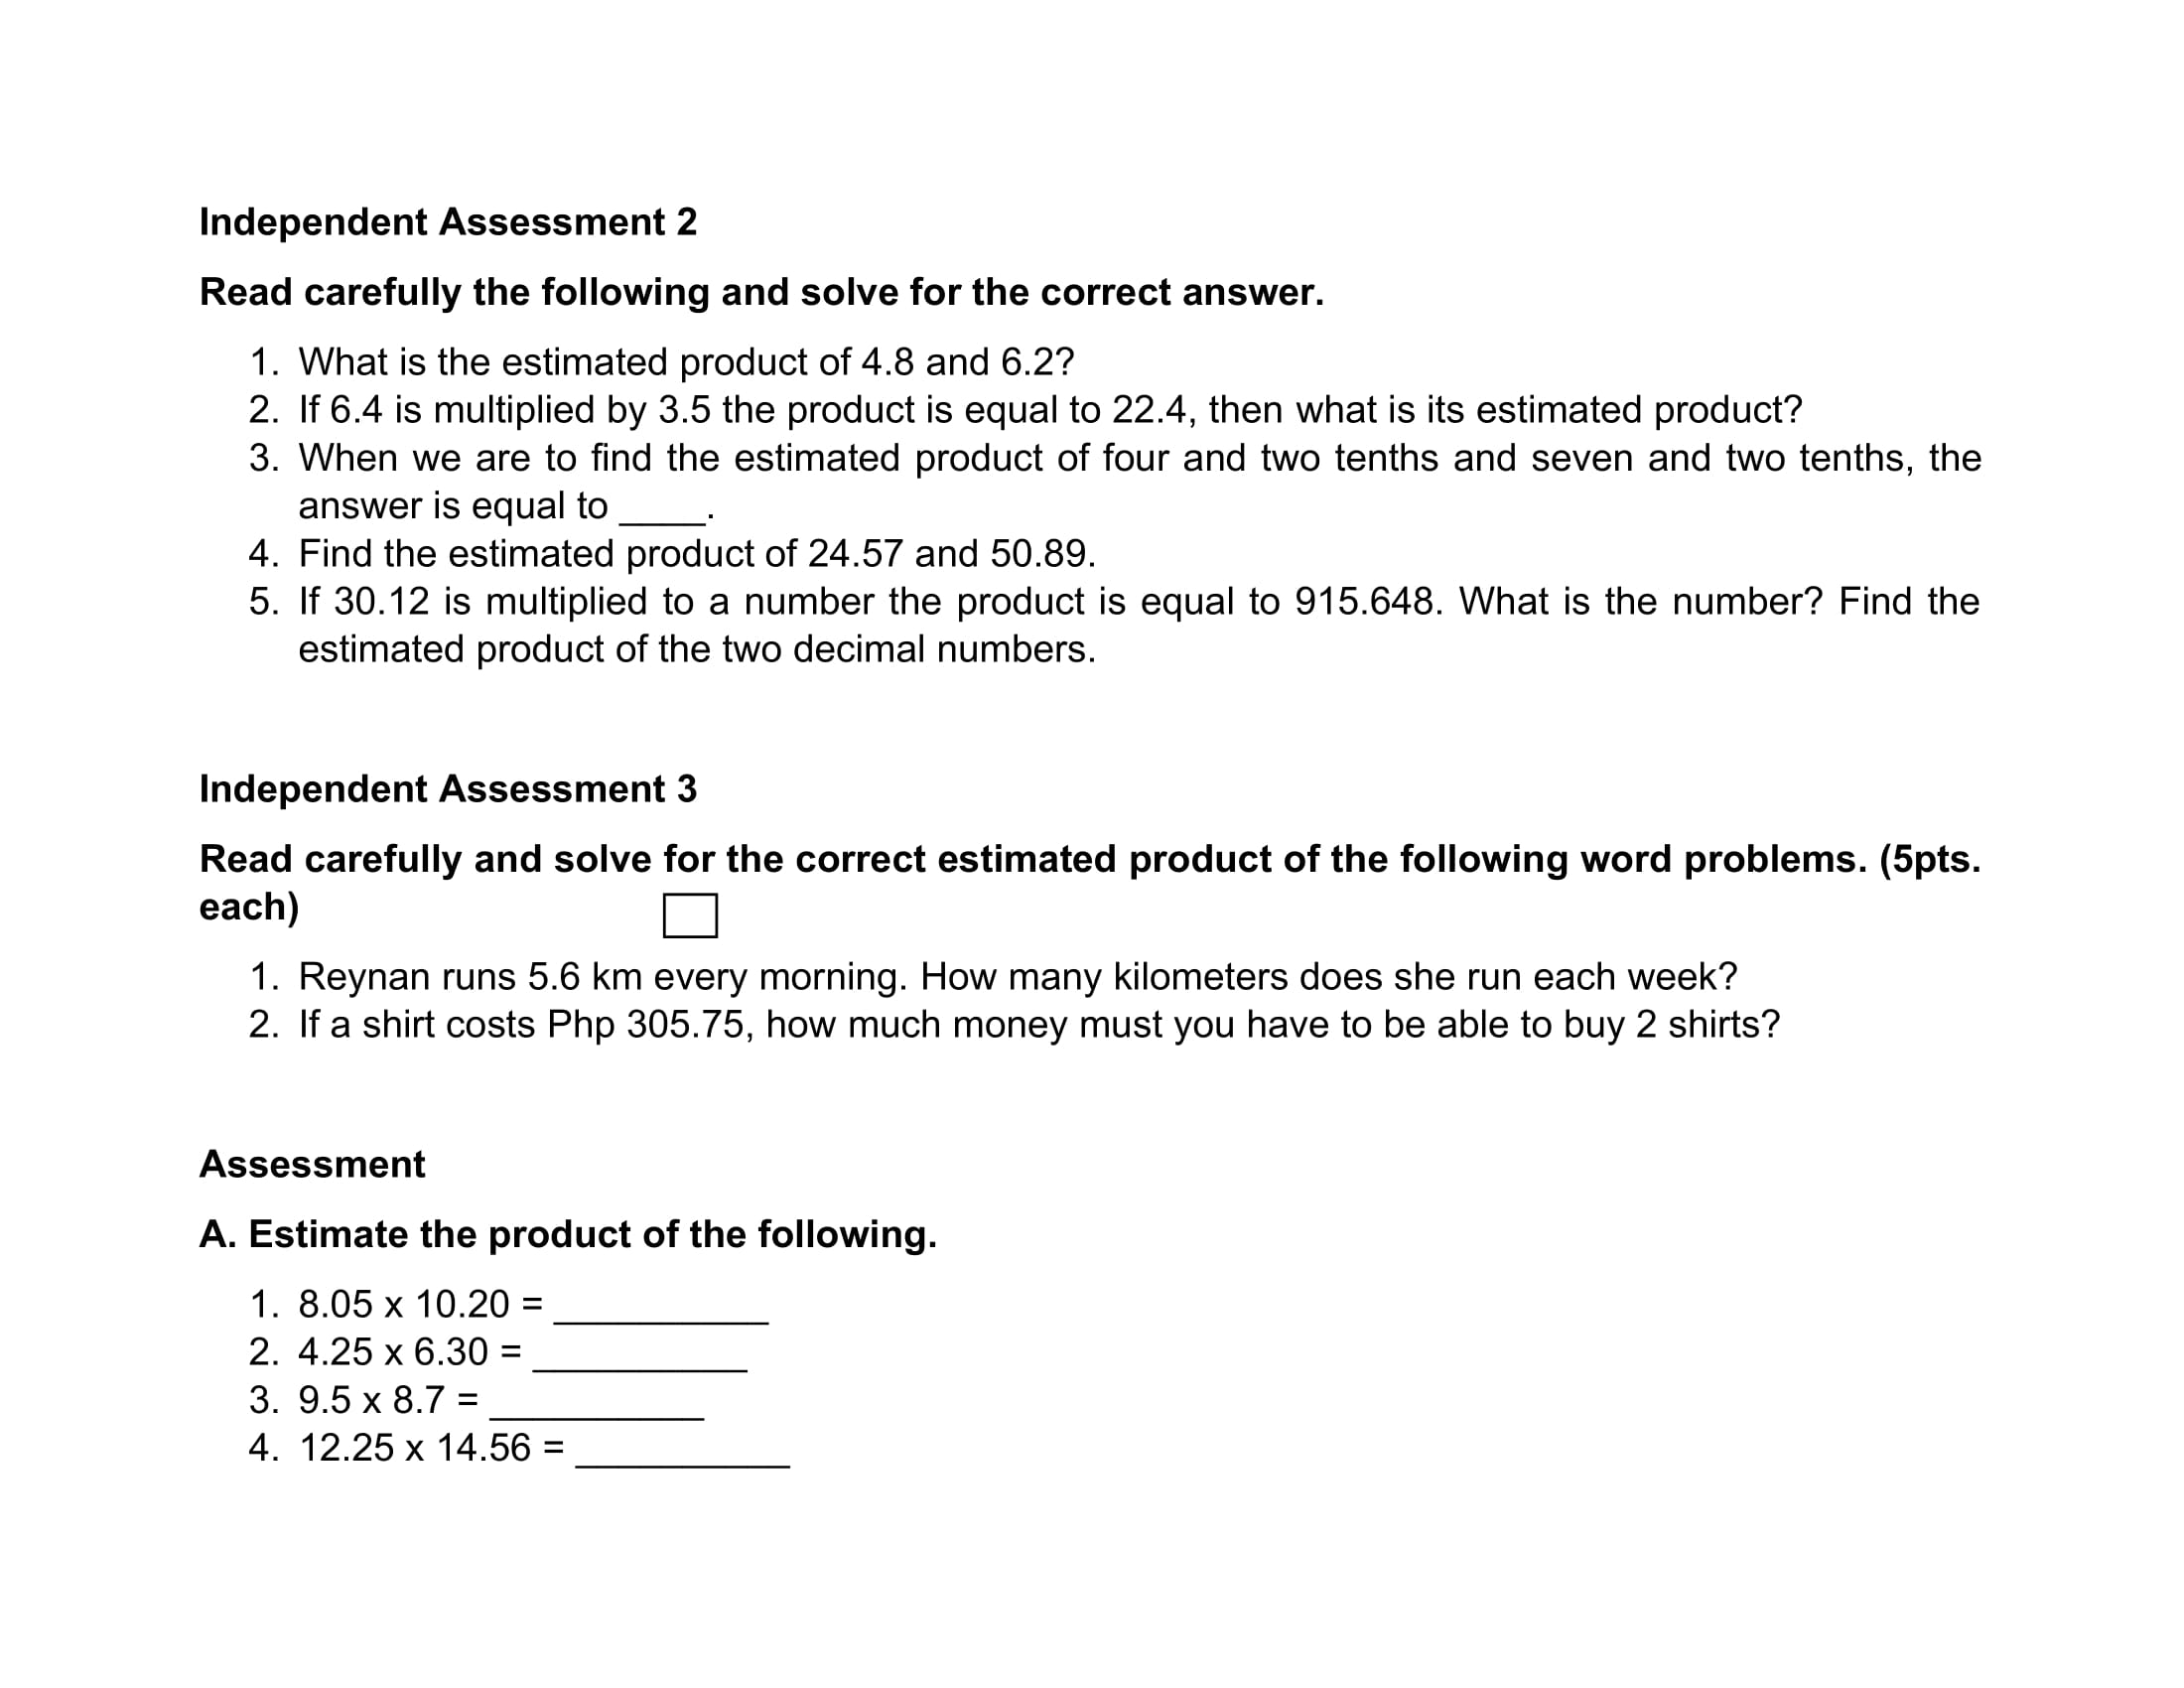 Independent Assessment 2
Read carefully the following and solve for the correct answer.
1. What is the estimated product of 4.8 and 6.2?
2. If 6.4 is multiplied by 3.5 the product is equal to 22.4, then what is its estimated product?
3. When we are to find the estimated product of four and two tenths and seven and two tenths, the
answer is equal to ____.
4. Find the estimated product of 24.57 and 50.89.
5. If 30.12 is multiplied to a number the product is equal to 915.648. What is the number? Find the
estimated product of the two decimal numbers.
Independent Assessment 3
Read carefully and solve for the correct estimated product of the following word problems. (5pts.
each)
1. Reynan runs 5.6 km every morning. How many kilometers does she run each week?
2. If a shirt costs Php 305.75, how much money must you have to be able to buy 2 shirts?
Assessment
A. Estimate the product of the following.
1. 8.05 x 10.20 = __________
2. 4.25 x 6.30 = __________
3. 9.5 x 8.7 = __________
4. 12.25 x 14.56 = __________